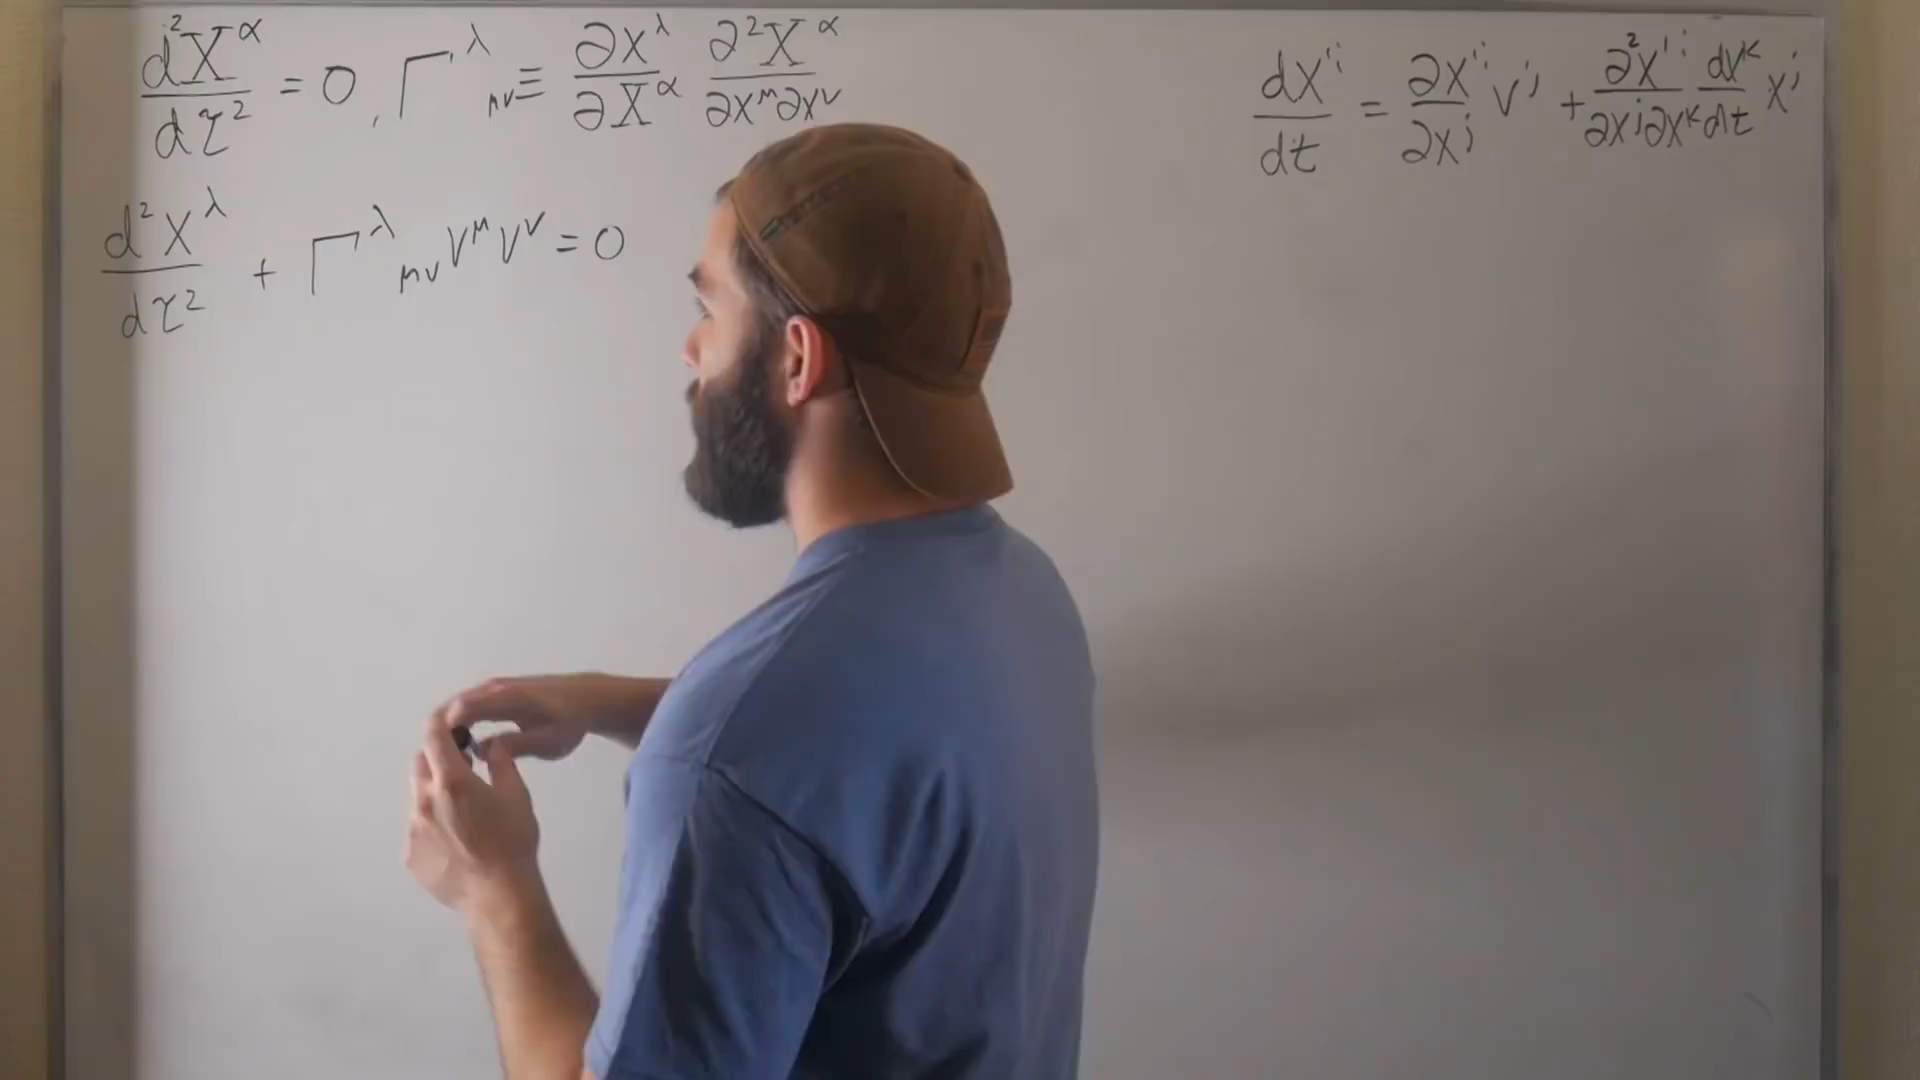 d²X^α/dτ² = 0, Γ^λ_μν ≡ ∂x^λ/∂X^α ∂²X^α/∂x^μ∂x^ν
d²x^λ/dτ² + Γ^λ_μν V^μ V^ν = 0
dx'^i/dt = ∂x'^i/∂x^j v^j + ∂²x'^i/∂x^j∂x^k dx^k/dt x^j